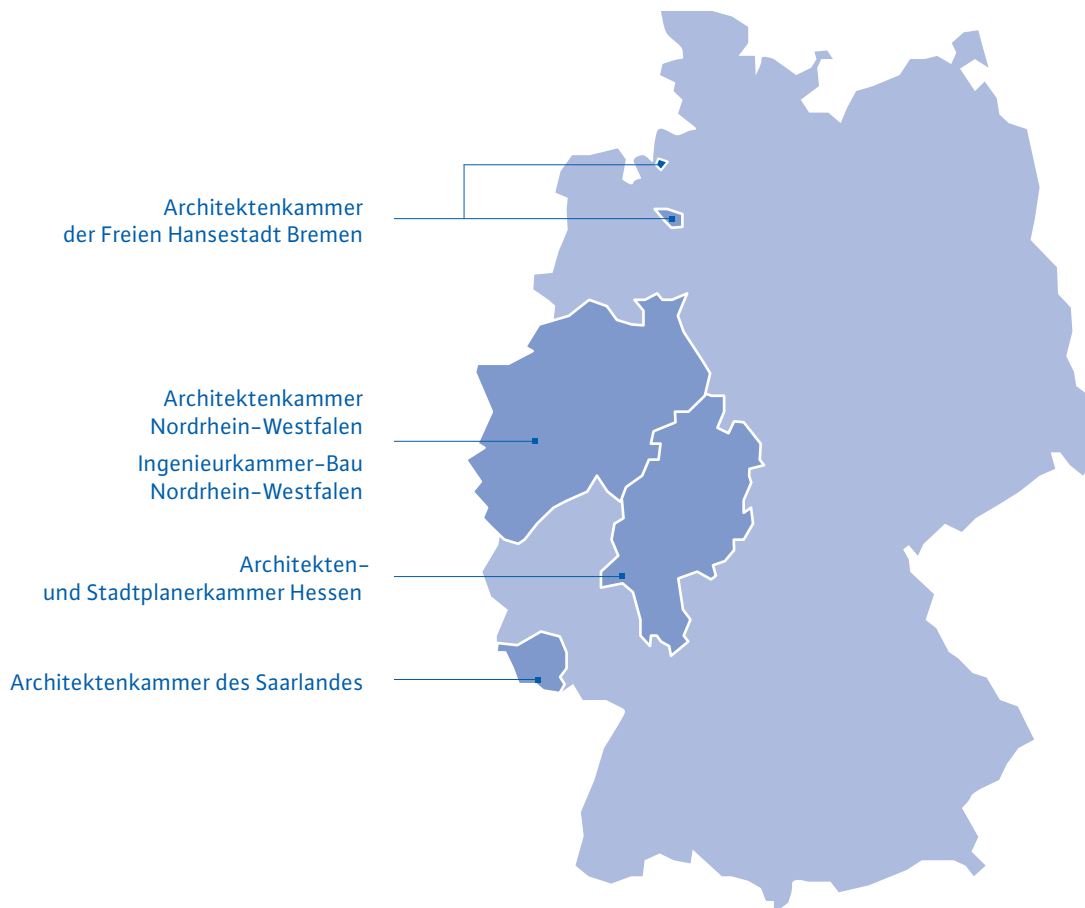 Architektenkammer
der Freien Hansestadt Bremen
Architektenkammer
Nordrhein-Westfalen
Ingenieurkammer-Bau
Nordrhein-Westfalen
Architekten-
und Stadtplanerkammer Hessen
Architektenkammer des Saarlandes